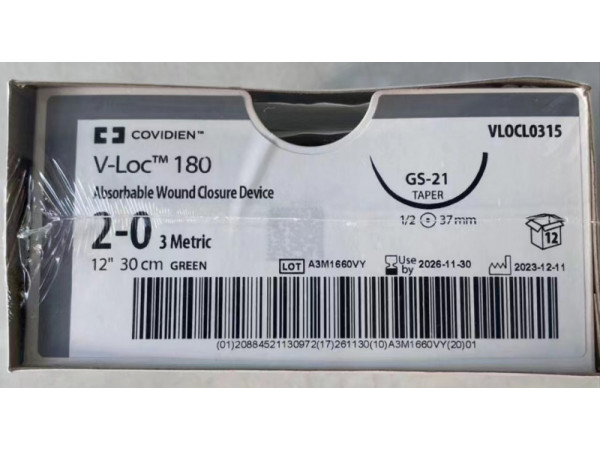 COVIDIEN™
VLOCL0315
V-Loc™ 180
Absorbable Wound Closure Device
GS-21
TAPER
2-0 3 Metric
1/2 37 mm
12
12" 30 cm GREEN
LOT A3M1660VY
Use by 2026-11-30
2023-12-11
(01)20884521130972(17)261130(10)A3M1660VY(20)01